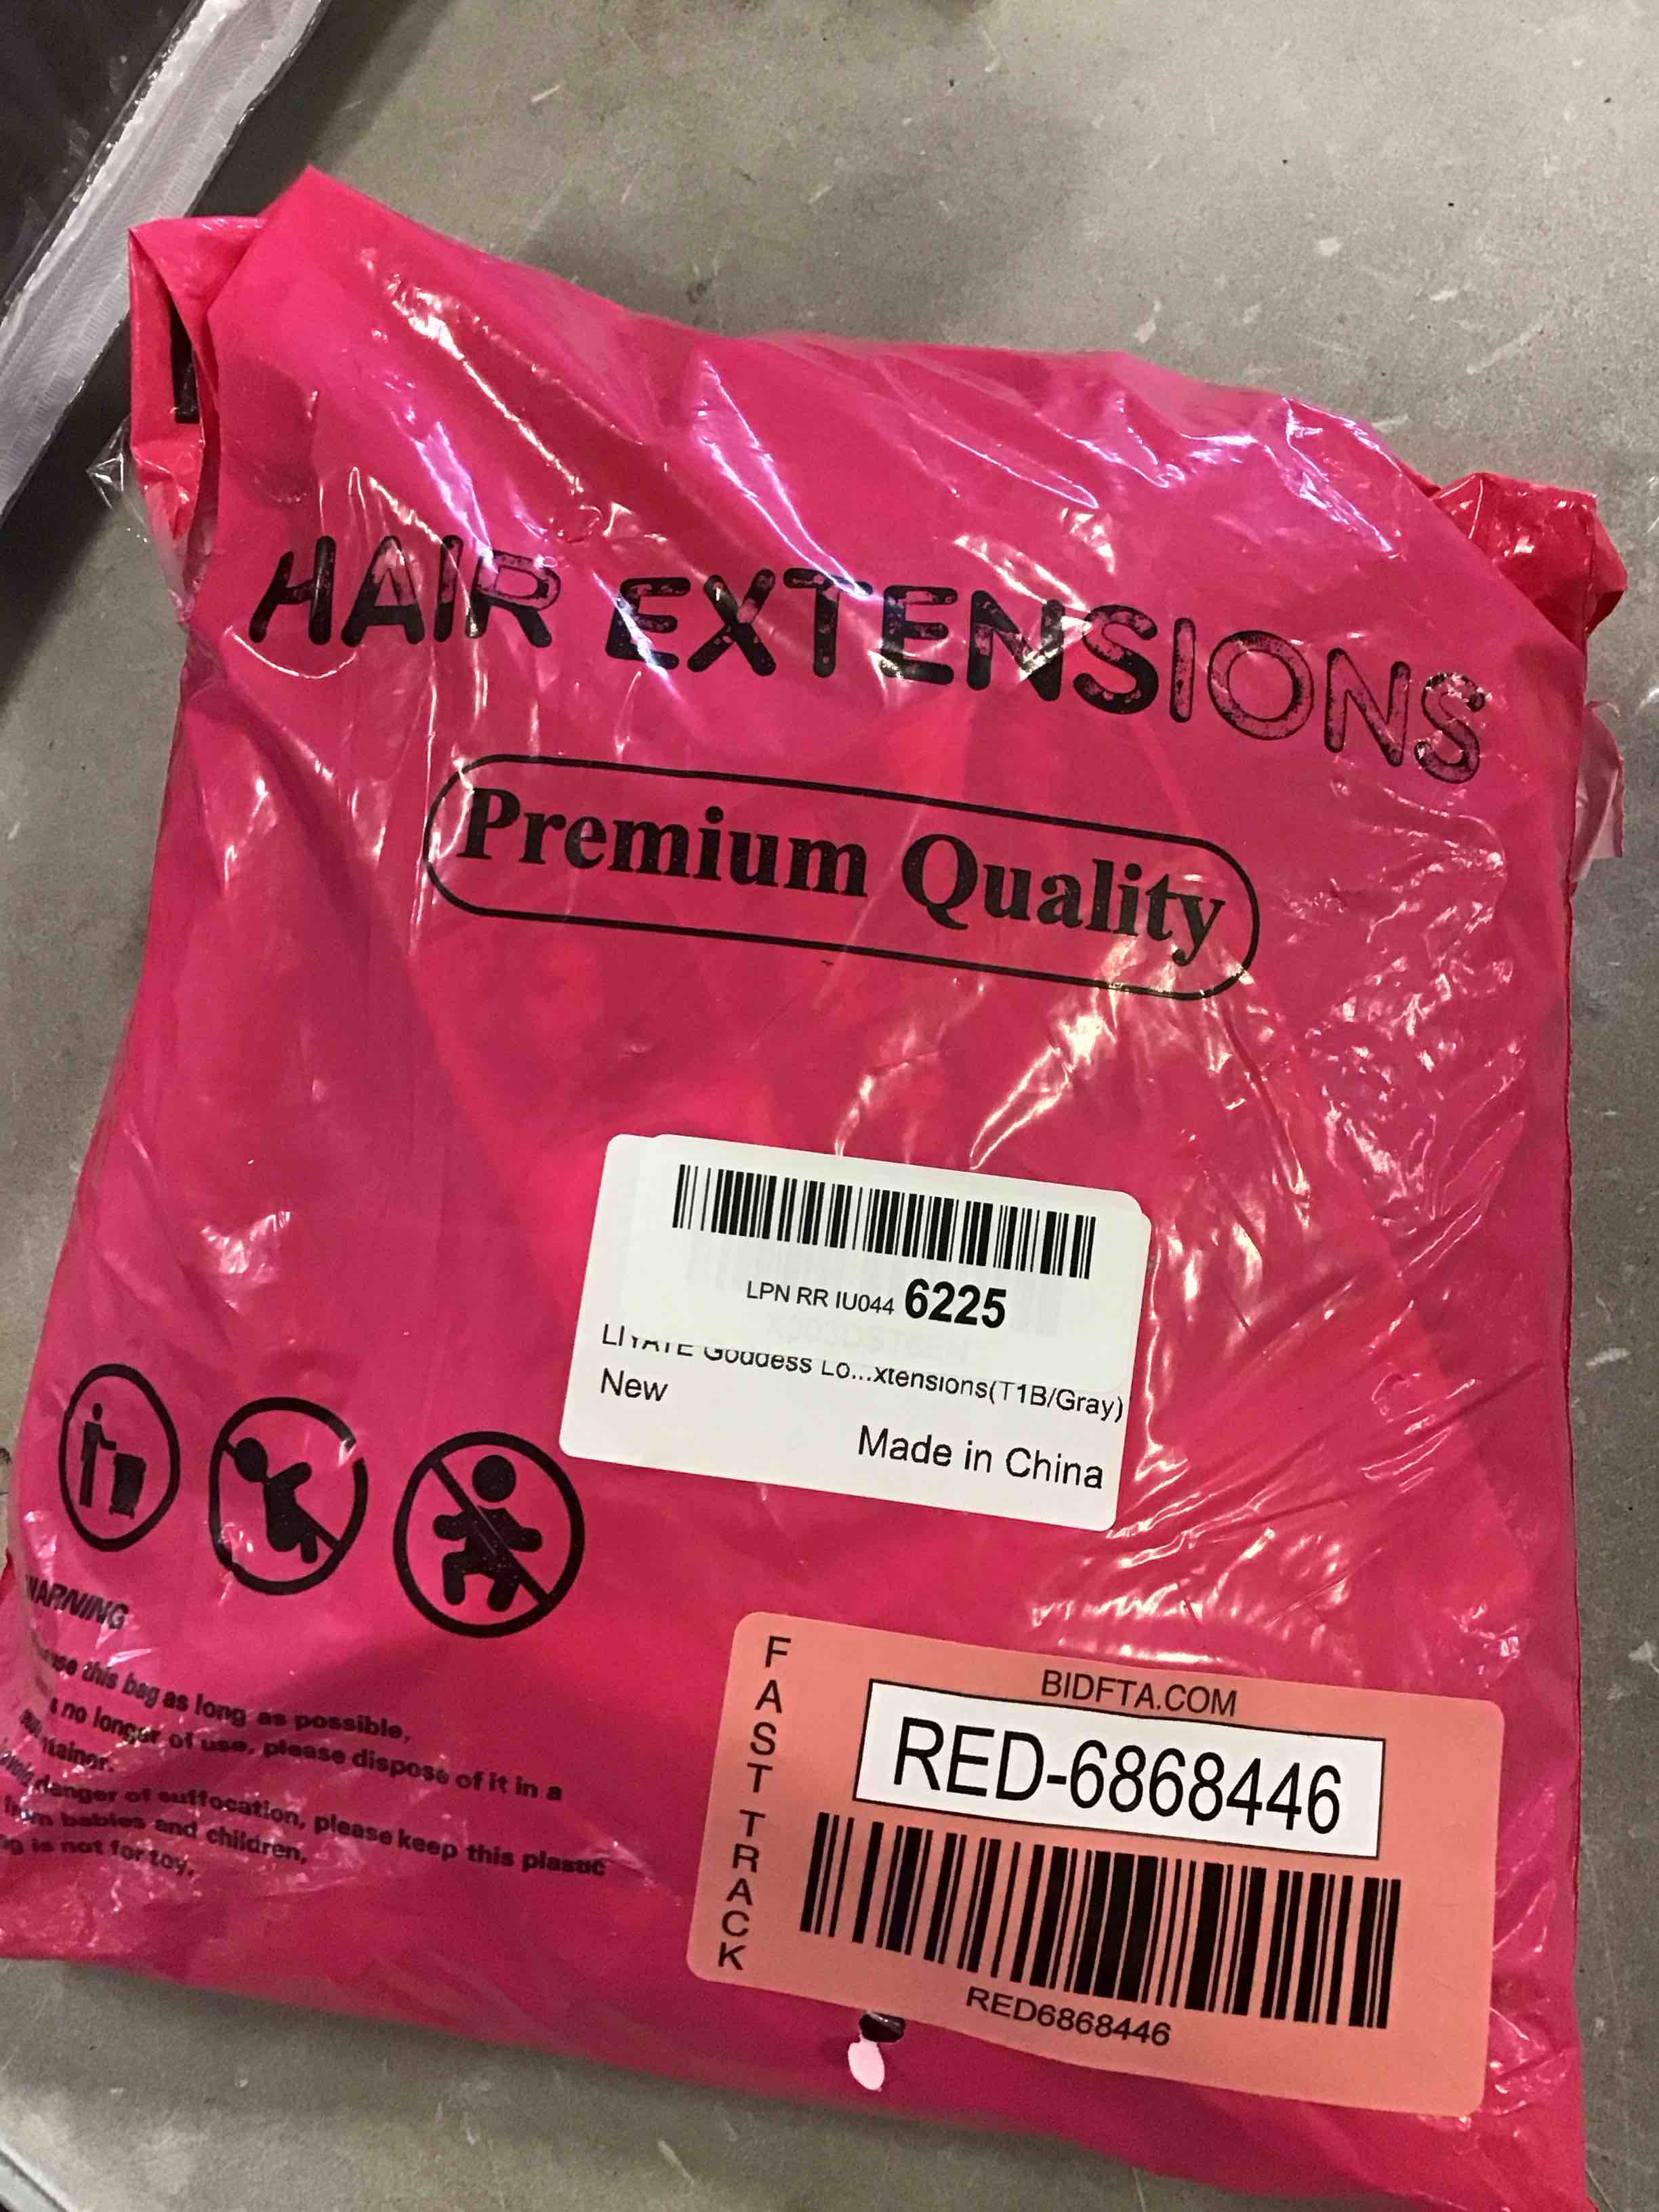 HAIR EXTENSIONS
Premium Quality
LPN RR IU044 6225
LIYATE Goddess Lo...xtensions(T1B/Gray)
New
Made in China
WARNING
this bag as long as possible,
no longer of use, please dispose of it in a
danger of suffocation, please keep this plastic
babies and children,
is not for toy,
FAST TRACK
BIDFTA.COM
RED-6868446
RED6868446